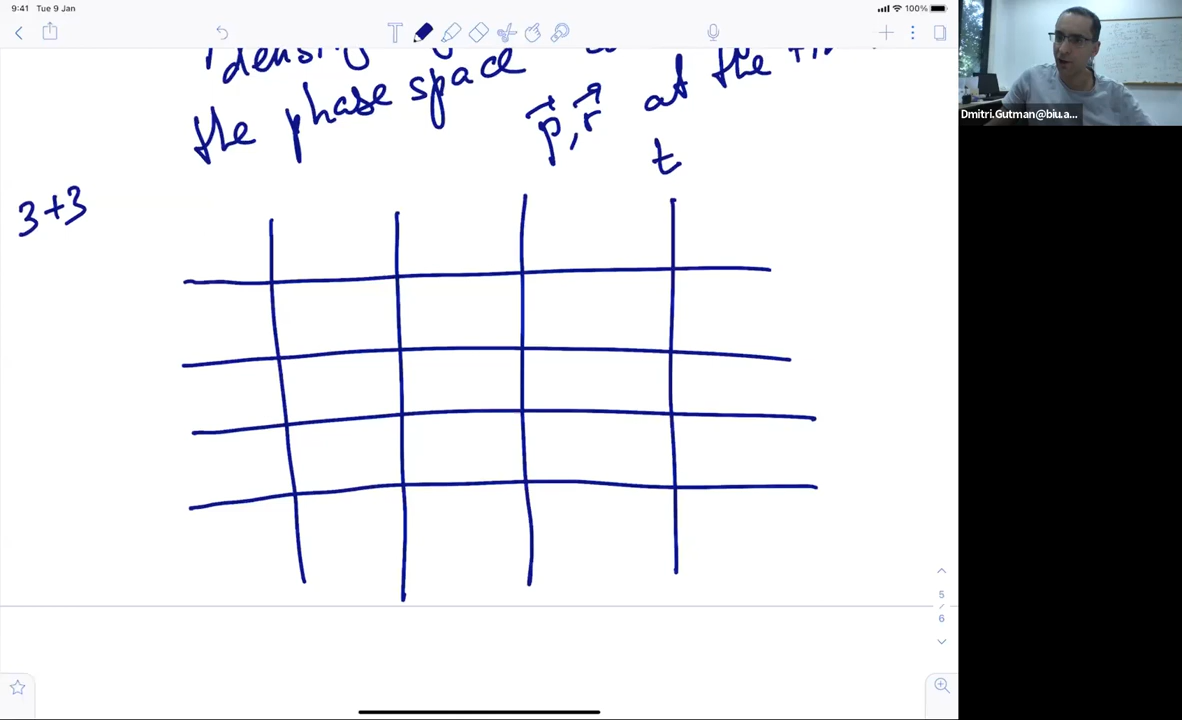 9:41 Tue 9 Jan
100%
density
the phase space
p⃗, r⃗ at the
t
3+3
Dmitri.Gutman@biu.a...
5
6